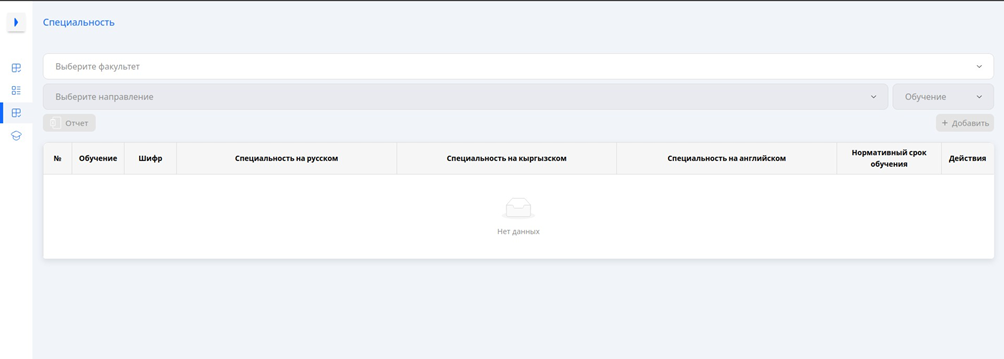 Специальность
Выберите факультет
Выберите направление
Обучение
Отчет
+ Добавить
№
Обучение
Шифр
Специальность на русском
Специальность на кыргызском
Специальность на английском
Нормативный срок
обучения
Действия
Нет данных